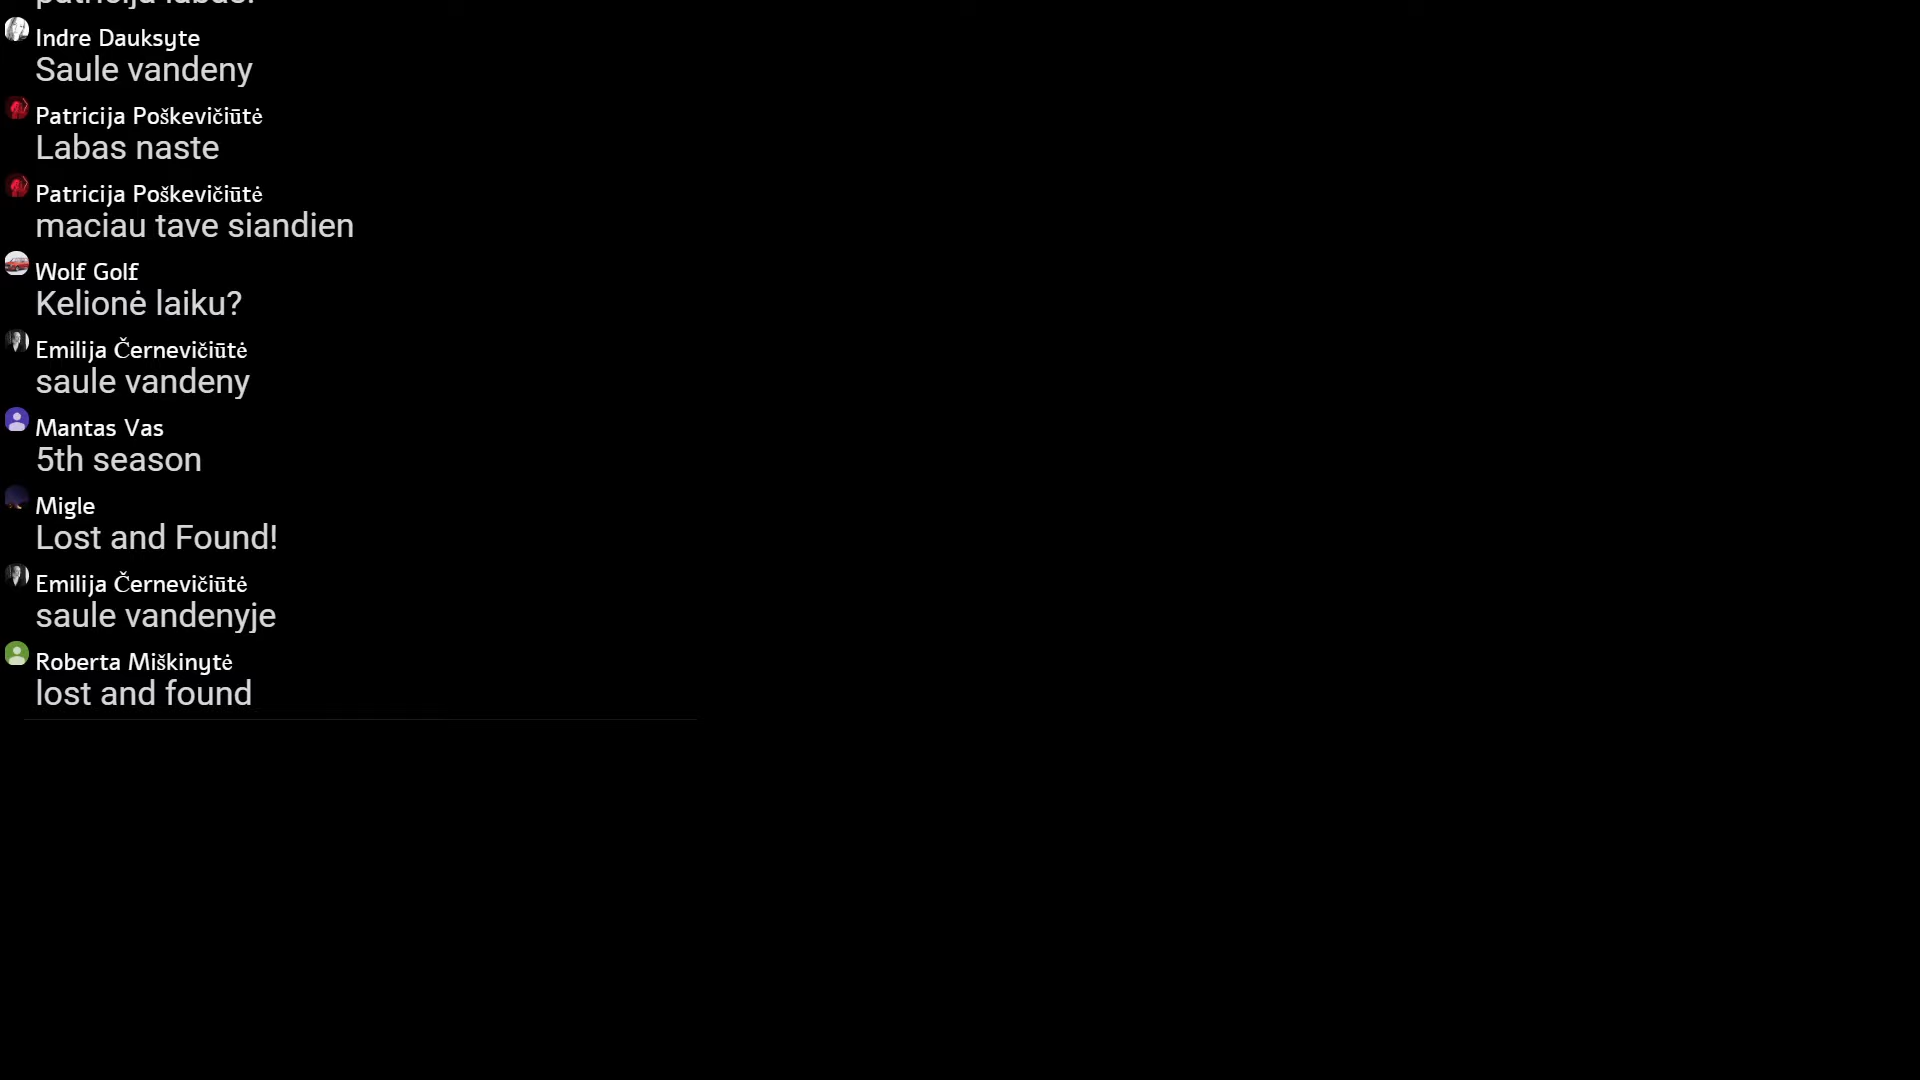 patricija labas!
Indre Dauksyte
Saule vandeny
Patricija Poškevičiūtė
Labas naste
Patricija Poškevičiūtė
maciau tave siandien
Wolf Golf
Kelionė laiku?
Emilija Černevičiūtė
saule vandeny
Mantas Vas
5th season
Migle
Lost and Found!
Emilija Černevičiūtė
saule vandenyje
Roberta Miškinytė
lost and found